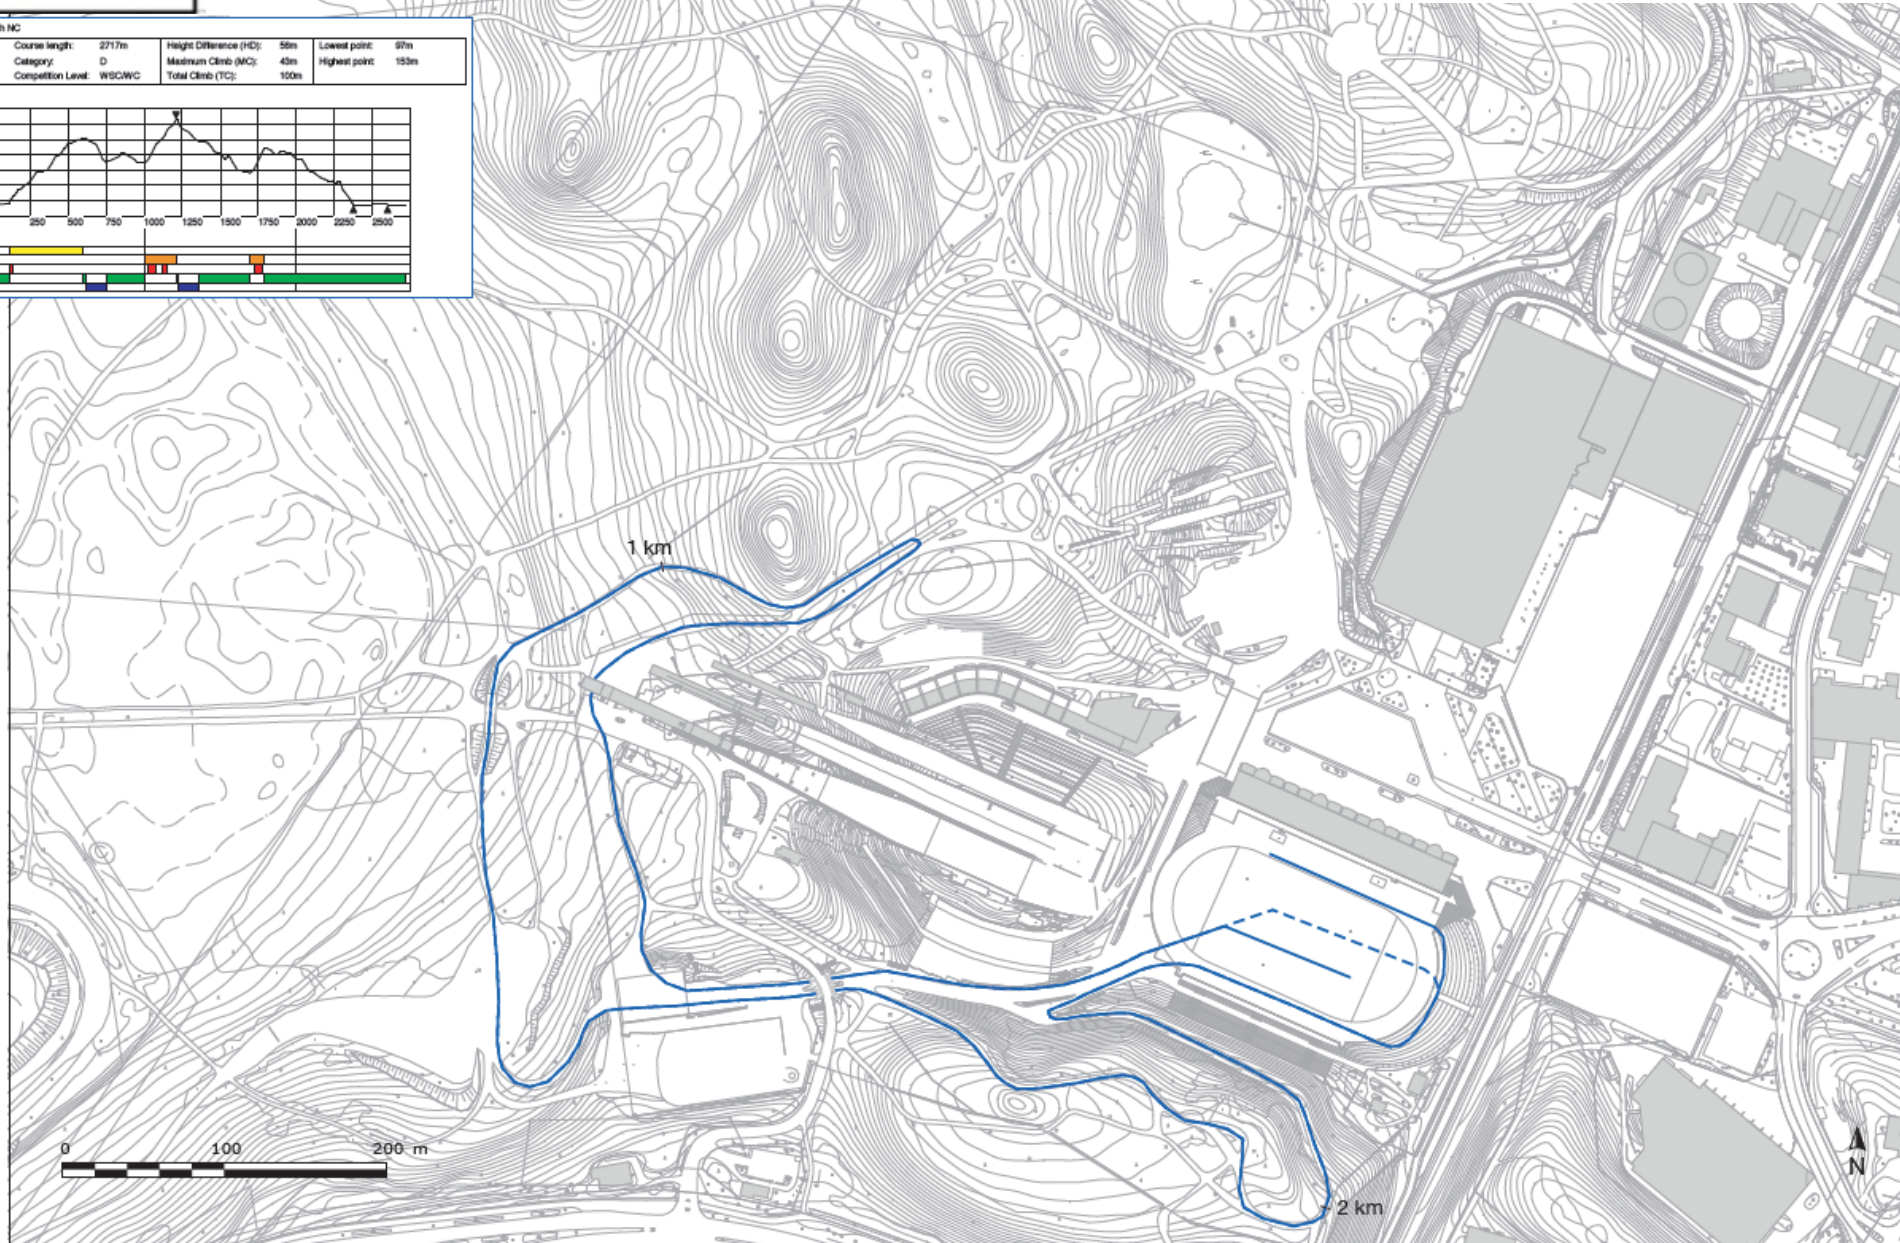 h NC
Course length: 2717m Height Difference (HD): 56m Lowest point: 97m
Category: D Maximum Climb (MC): 43m Highest point: 153m
Competition Level: WSC/WC Total Climb (TC): 100m
250 500 750 1000 1250 1500 1750 2000 2250 2500
1 km
2 km
0 100 200 m
N